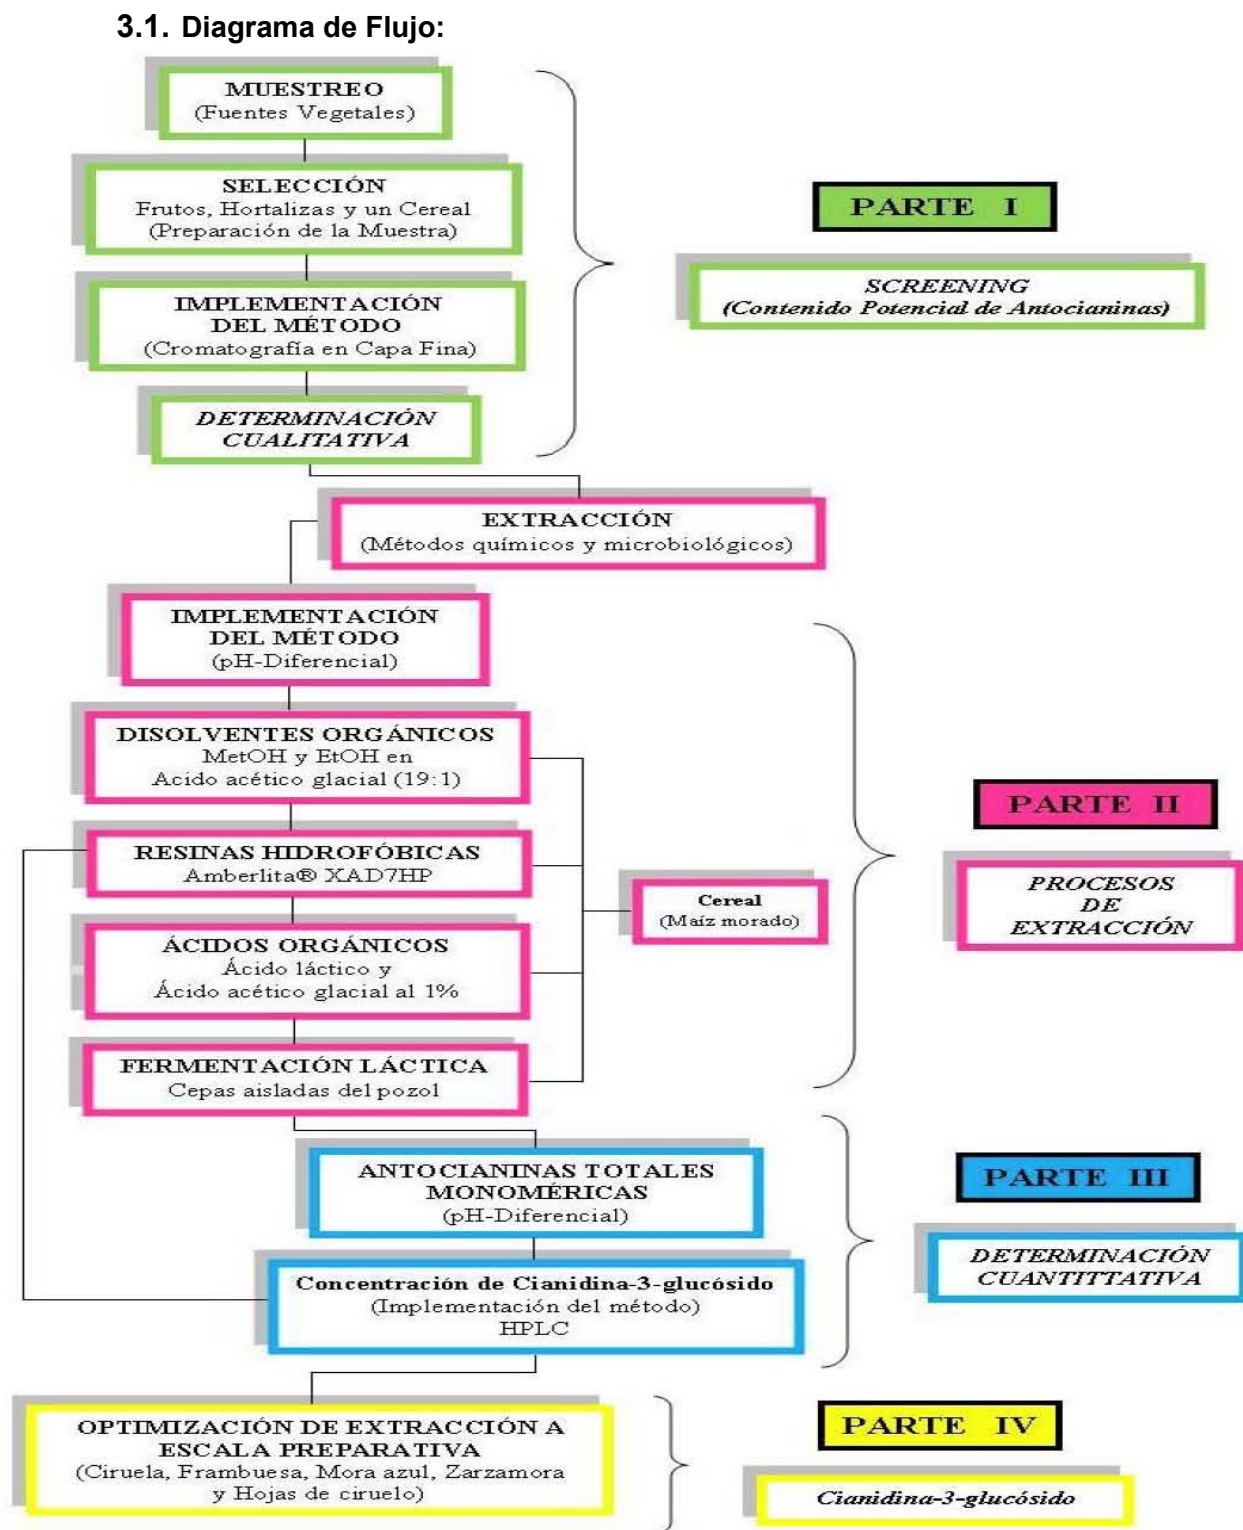 3.1. Diagrama de Flujo:
MUESTREO
(Fuentes Vegetales)
SELECCIÓN
Frutos, Hortalizas y un Cereal
(Preparación de la Muestra)
IMPLEMENTACIÓN
DEL MÉTODO
(Cromatografía en Capa Fina)
DETERMINACIÓN
CUALITATIVA
PARTE I
SCREENING
(Contenido Potencial de Antocianinas)
EXTRACCIÓN
(Métodos químicos y microbiológicos)
IMPLEMENTACIÓN
DEL MÉTODO
(pH-Diferencial)
DISOLVENTES ORGÁNICOS
MetOH y EtOH en
Acido acético glacial (19:1)
RESINAS HIDROFÓBICAS
Amberlita® XAD7HP
ÁCIDOS ORGÁNICOS
Ácido láctico y
Ácido acético glacial al 1%
FERMENTACIÓN LÁCTICA
Cepas aisladas del pozol
Cereal
(Maíz morado)
PARTE II
PROCESOS
DE
EXTRACCIÓN
ANTOCIANINAS TOTALES
MONOMÉRICAS
(pH-Diferencial)
Concentración de Cianidina-3-glucósido
(Implementación del método)
HPLC
PARTE III
DETERMINACIÓN
CUANTITTATIVA
OPTIMIZACIÓN DE EXTRACCIÓN A
ESCALA PREPARATIVA
(Ciruela, Frambuesa, Mora azul, Zarzamora
y Hojas de ciruelo)
PARTE IV
Cianidina-3-glucósido